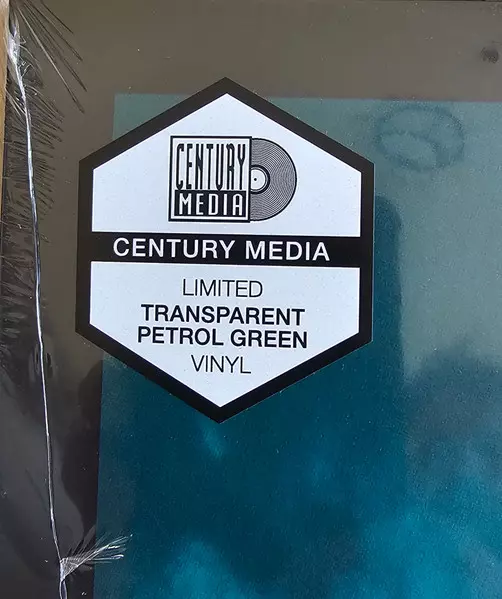 CENTURY
MEDIA
CENTURY MEDIA
LIMITED
TRANSPARENT
PETROL GREEN
VINYL